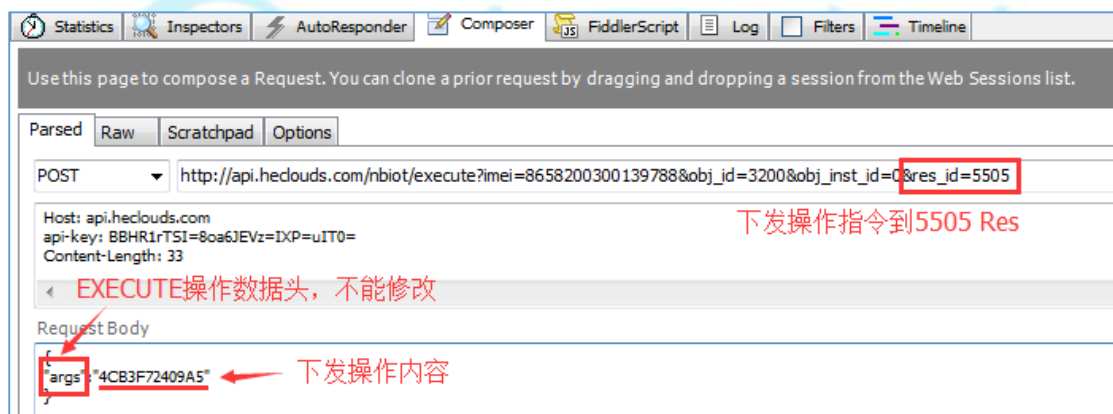 Statistics Inspectors AutoResponder Composer FiddlerScript Log Filters Timeline
Use this page to compose a Request. You can clone a prior request by dragging and dropping a session from the Web Sessions list.
Parsed Raw Scratchpad Options
POST http://api.heclouds.com/nbiot/execute?imei=8658200300139788&obj_id=3200&obj_inst_id=0&res_id=5505
Host: api.heclouds.com
下发操作指令到5505 Res
api-key: BBHR1rTSI=8oa6JEVz=IXP=uIT0=
Content-Length: 33
EXECUTE操作数据头，不能修改
Request Body
{
"args":"4CB3F72409A5" 下发操作内容
}